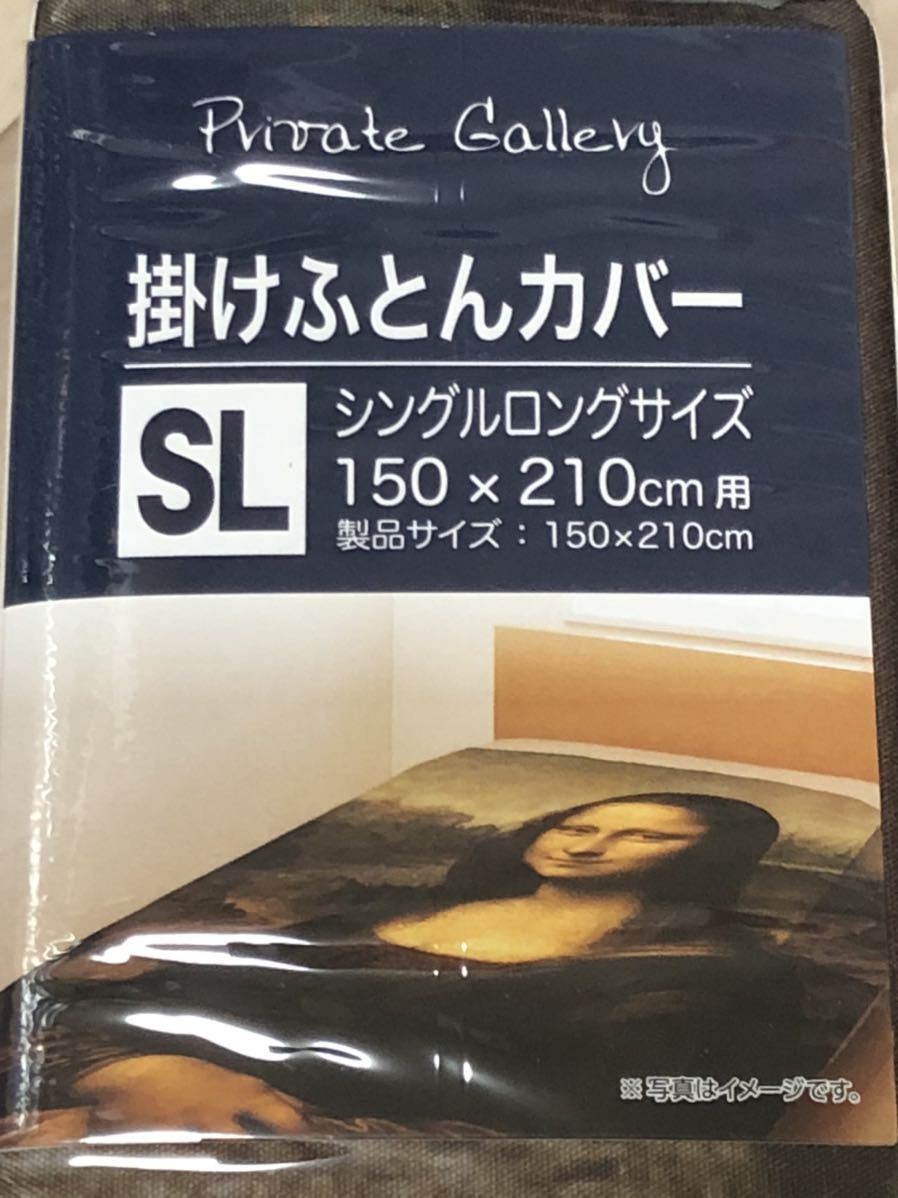 Private Gallery
掛けふとんカバー
SL
シングルロングサイズ
150 × 210cm 用
製品サイズ：150×210cm
※写真はイメージです。